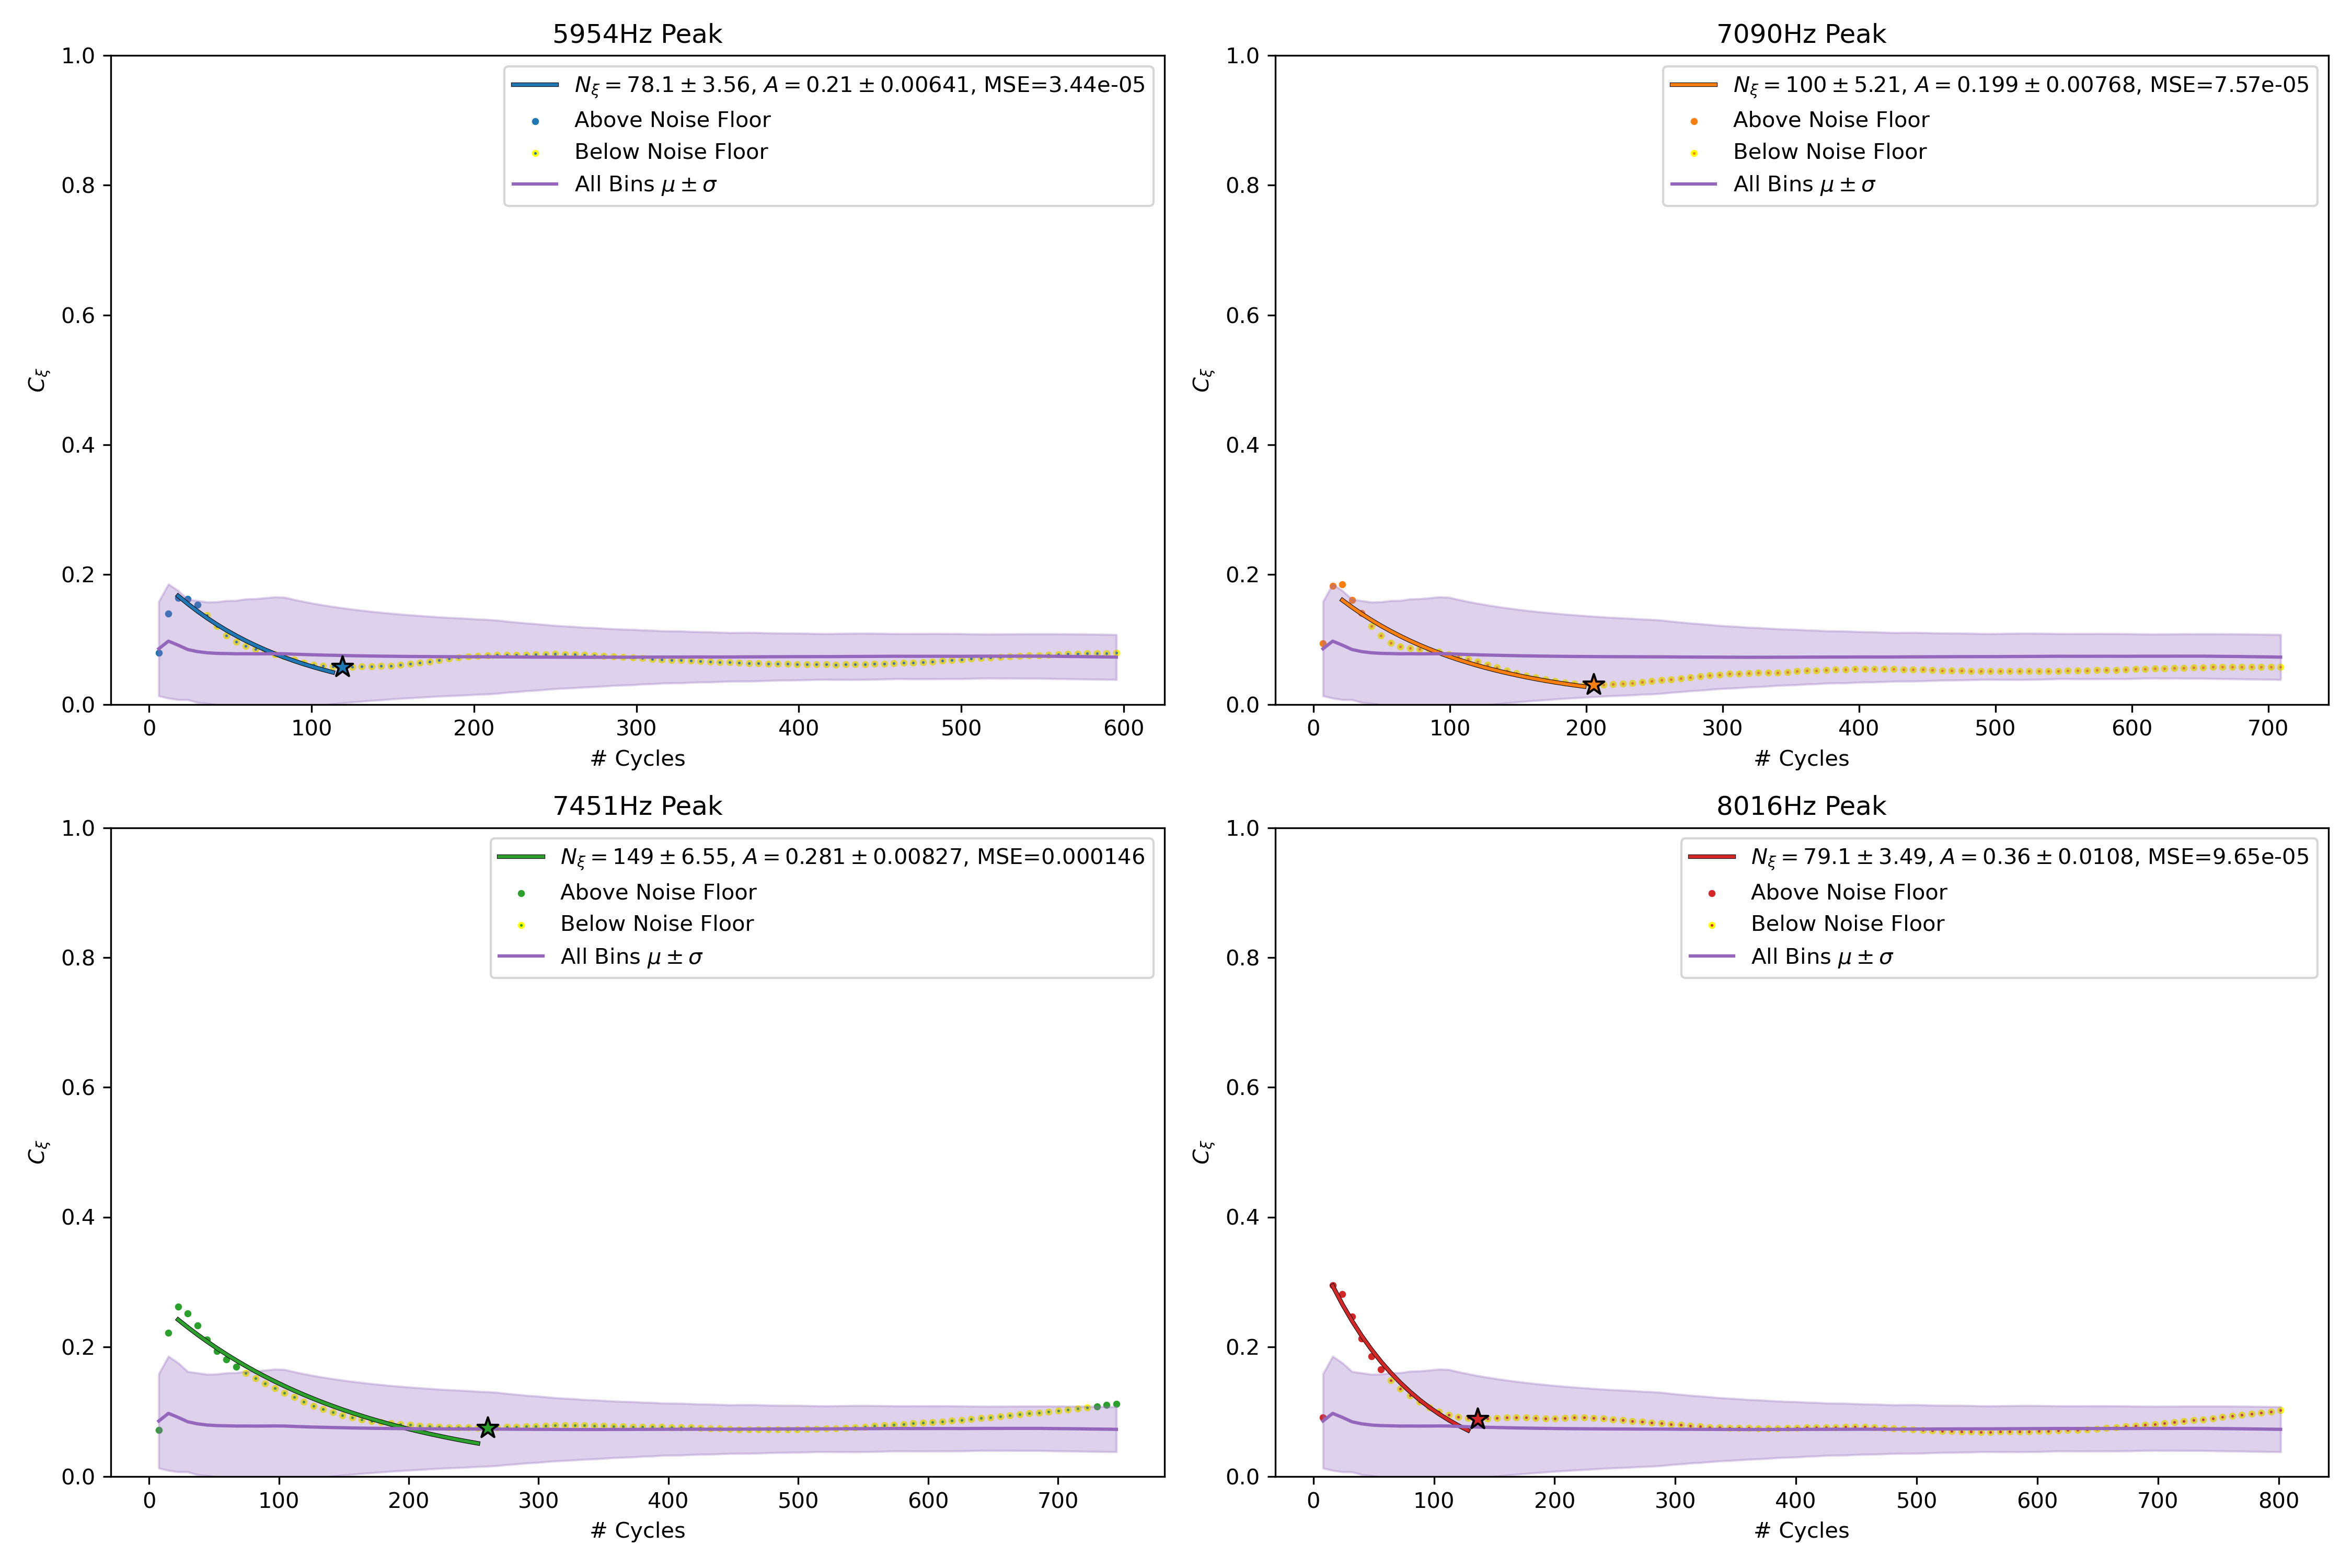 5954Hz Peak
1.0
0.8
0.6
0.4
0.2
0.0
C_ξ
N_ξ = 78.1 ± 3.56, A = 0.21 ± 0.00641, MSE=3.44e-05
Above Noise Floor
Below Noise Floor
All Bins μ ± σ
0 100 200 300 400 500 600
# Cycles
7090Hz Peak
1.0
0.8
0.6
0.4
0.2
0.0
C_ξ
N_ξ = 100 ± 5.21, A = 0.199 ± 0.00768, MSE=7.57e-05
Above Noise Floor
Below Noise Floor
All Bins μ ± σ
0 100 200 300 400 500 600 700
# Cycles
7451Hz Peak
1.0
0.8
0.6
0.4
0.2
0.0
C_ξ
N_ξ = 149 ± 6.55, A = 0.281 ± 0.00827, MSE=0.000146
Above Noise Floor
Below Noise Floor
All Bins μ ± σ
0 100 200 300 400 500 600 700
# Cycles
8016Hz Peak
1.0
0.8
0.6
0.4
0.2
0.0
C_ξ
N_ξ = 79.1 ± 3.49, A = 0.36 ± 0.0108, MSE=9.65e-05
Above Noise Floor
Below Noise Floor
All Bins μ ± σ
0 100 200 300 400 500 600 700 800
# Cycles